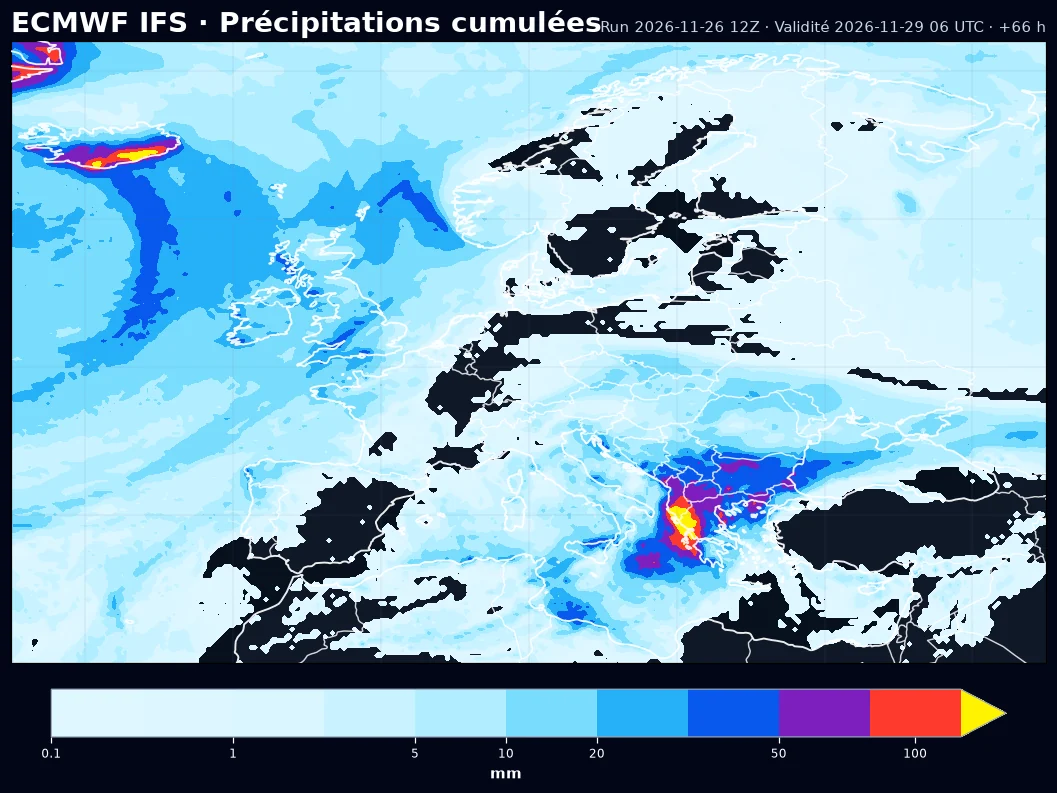 ECMWF IFS · Précipitations cumulées
Run 2026-11-26 12Z · Validité 2026-11-29 06 UTC · +66 h
0.1 1 5 10 20 50 100
mm